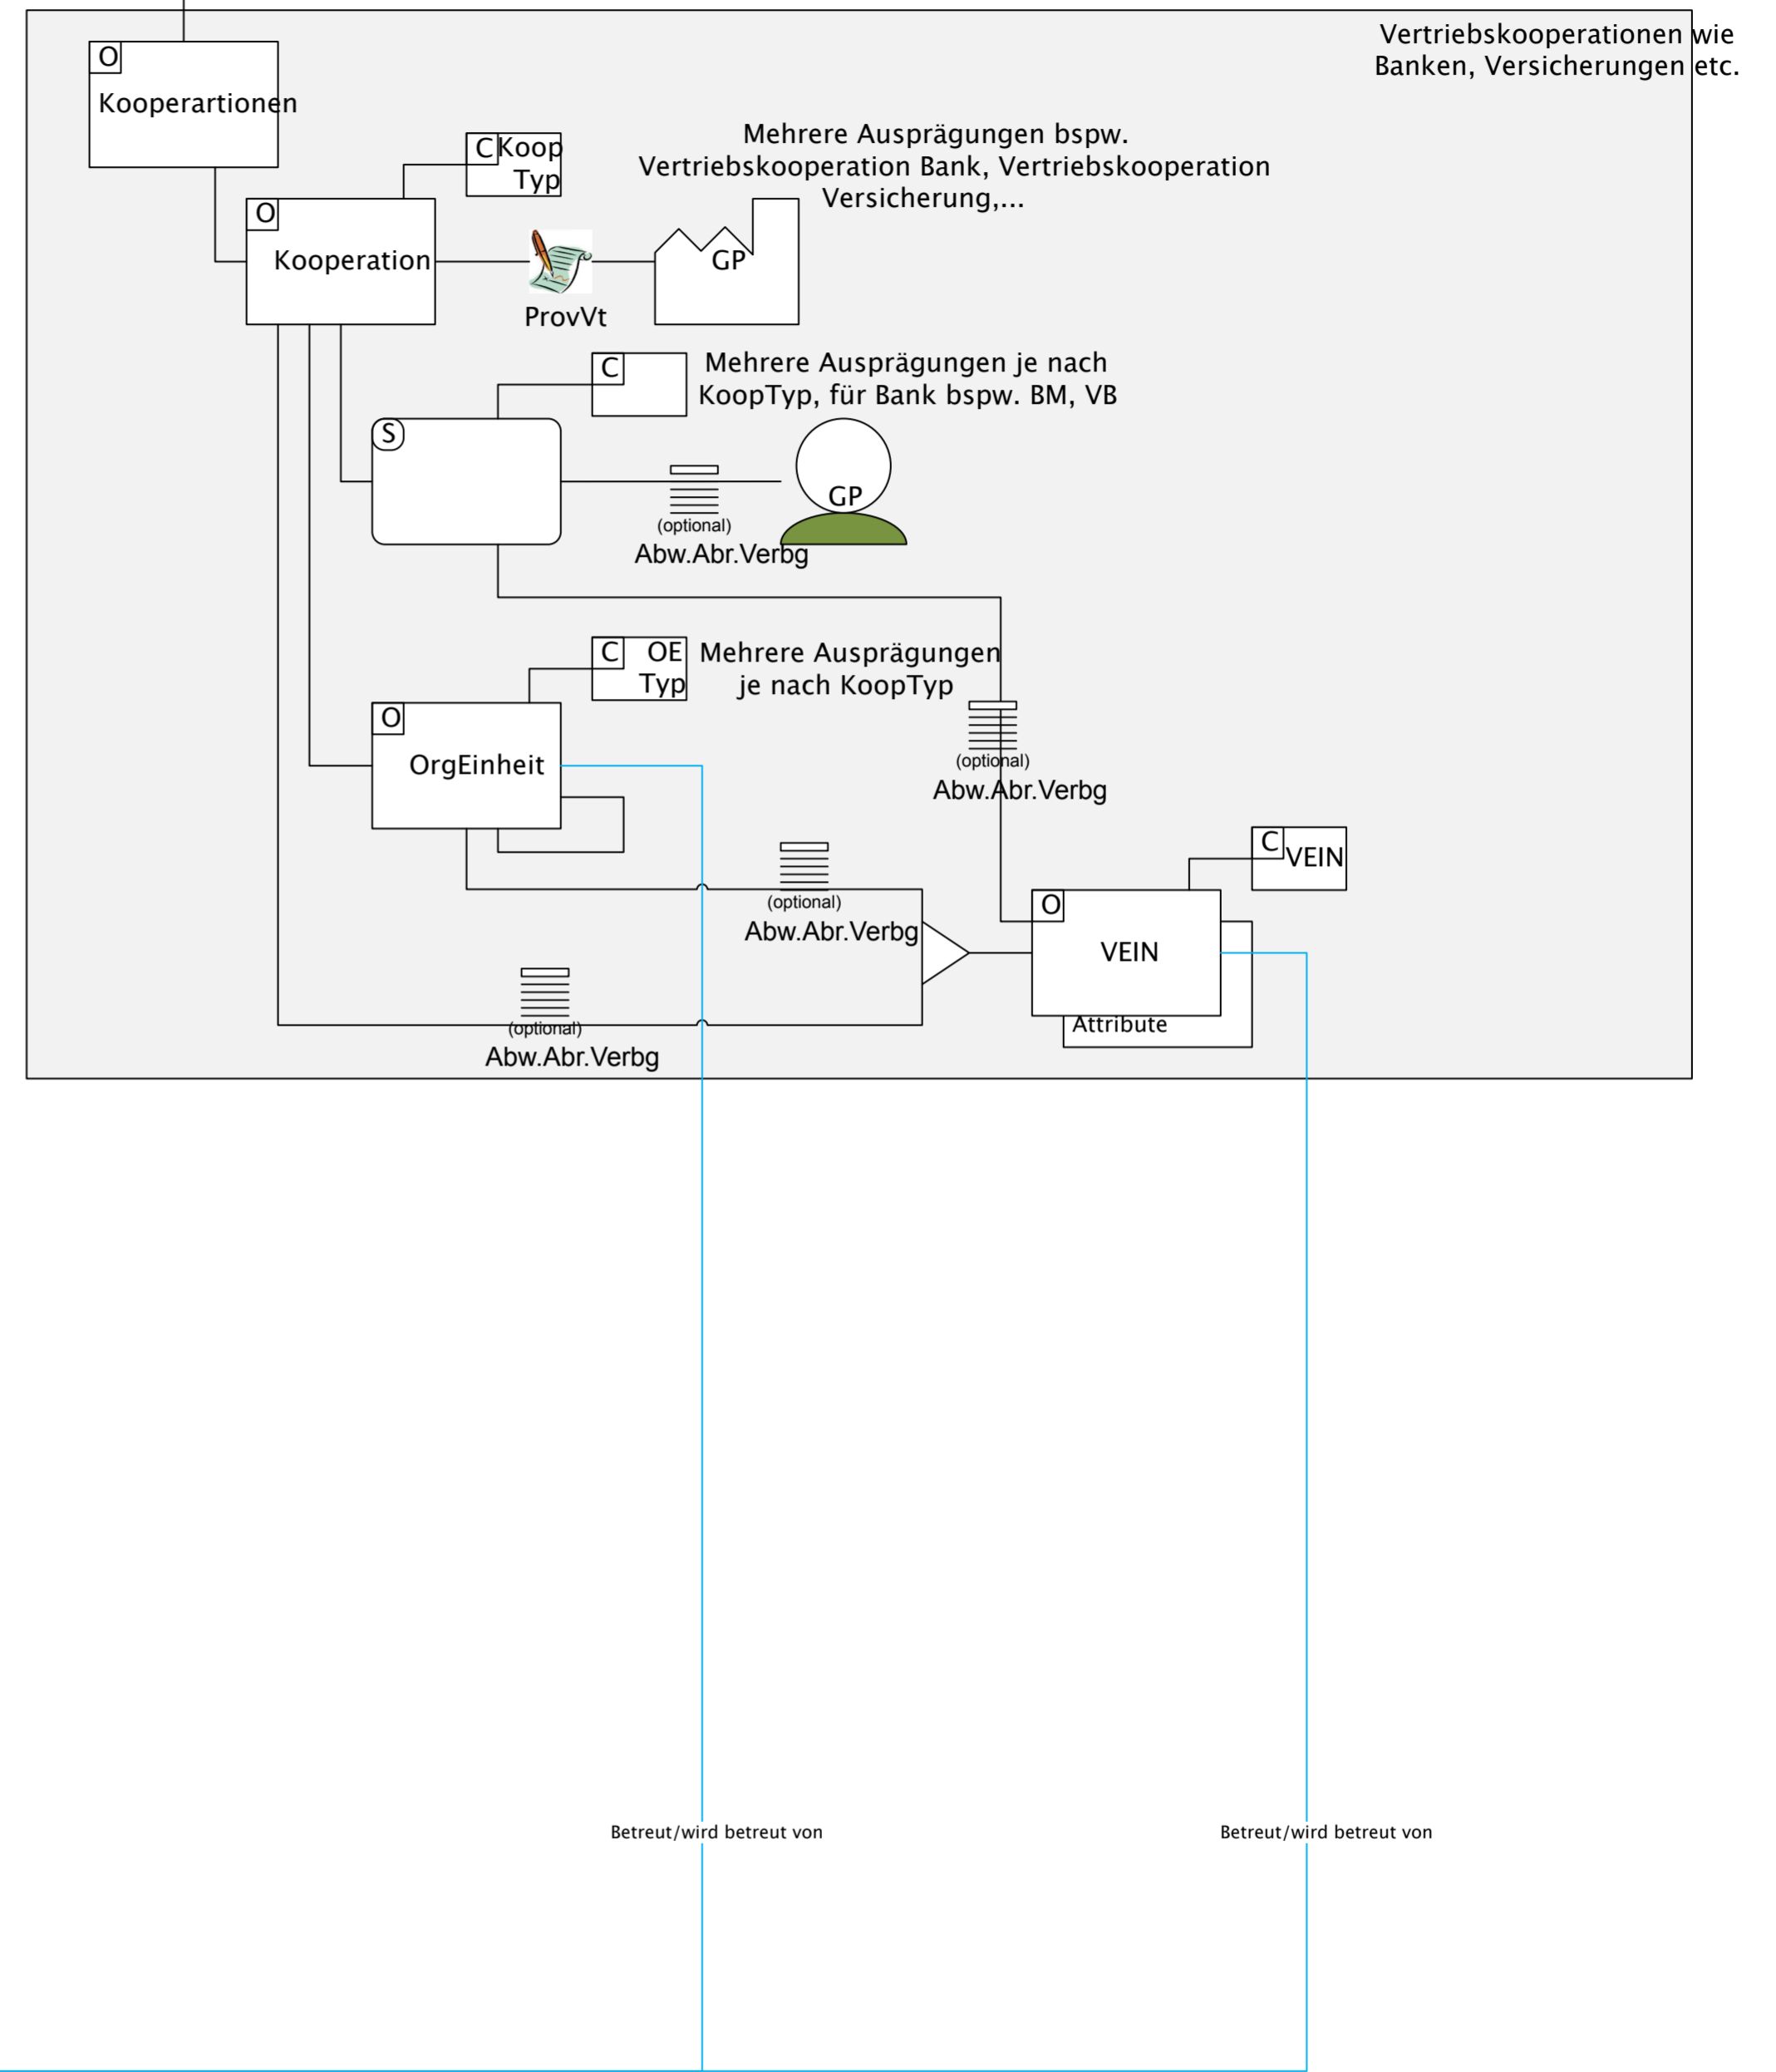 Vertriebskooperationen wie
Banken, Versicherungen etc.
O
Kooperartionen
C Koop
Typ
Mehrere Ausprägungen bspw.
Vertriebskooperation Bank, Vertriebskooperation
Versicherung,...
O
Kooperation
ProvVt
GP
C
Mehrere Ausprägungen je nach
KoopTyp, für Bank bspw. BM, VB
S
GP
(optional)
Abw.Abr.Verbg
C OE
Typ
Mehrere Ausprägungen
je nach KoopTyp
O
OrgEinheit
(optional)
Abw.Abr.Verbg
C
VEIN
(optional)
Abw.Abr.Verbg
O
VEIN
Attribute
(optional)
Abw.Abr.Verbg
Betreut/wird betreut von
Betreut/wird betreut von